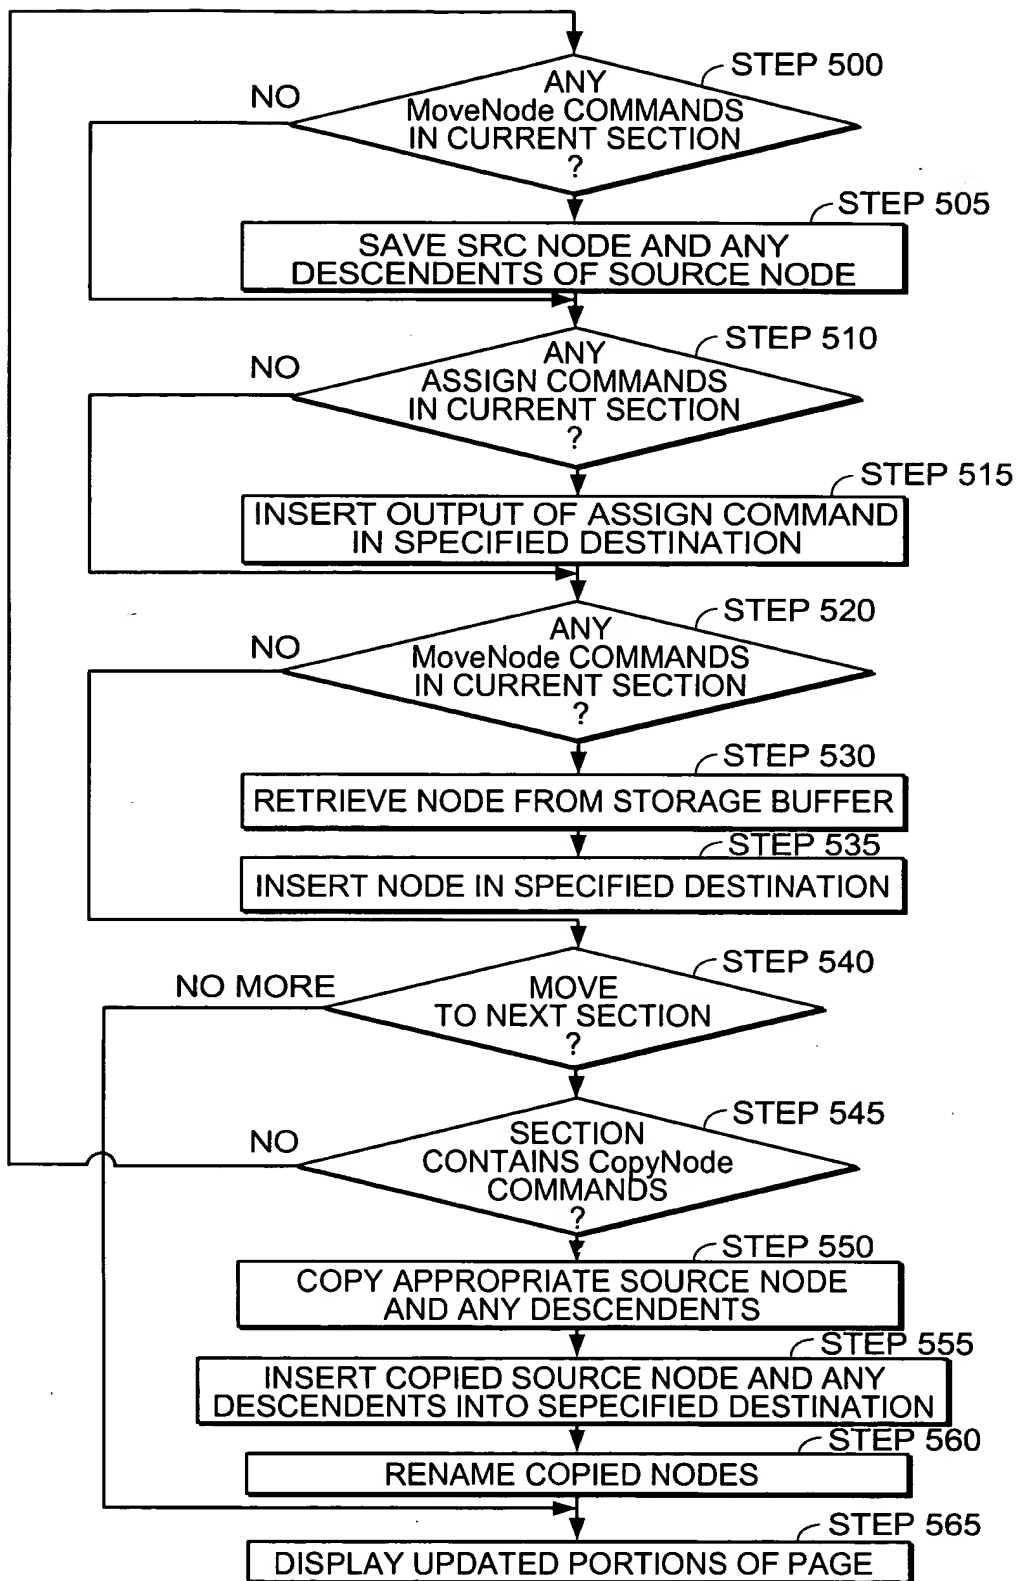 STEP 500
NO
ANY
MoveNode COMMANDS
IN CURRENT SECTION
?
STEP 505
SAVE SRC NODE AND ANY
DESCENDENTS OF SOURCE NODE
STEP 510
NO
ANY
ASSIGN COMMANDS
IN CURRENT SECTION
?
STEP 515
INSERT OUTPUT OF ASSIGN COMMAND
IN SPECIFIED DESTINATION
STEP 520
NO
ANY
MoveNode COMMANDS
IN CURRENT SECTION
?
STEP 530
RETRIEVE NODE FROM STORAGE BUFFER
STEP 535
INSERT NODE IN SPECIFIED DESTINATION
STEP 540
NO MORE
MOVE
TO NEXT SECTION
?
STEP 545
NO
SECTION
CONTAINS CopyNode
COMMANDS
?
STEP 550
COPY APPROPRIATE SOURCE NODE
AND ANY DESCENDENTS
STEP 555
INSERT COPIED SOURCE NODE AND ANY
DESCENDENTS INTO SEPECIFIED DESTINATION
STEP 560
RENAME COPIED NODES
STEP 565
DISPLAY UPDATED PORTIONS OF PAGE